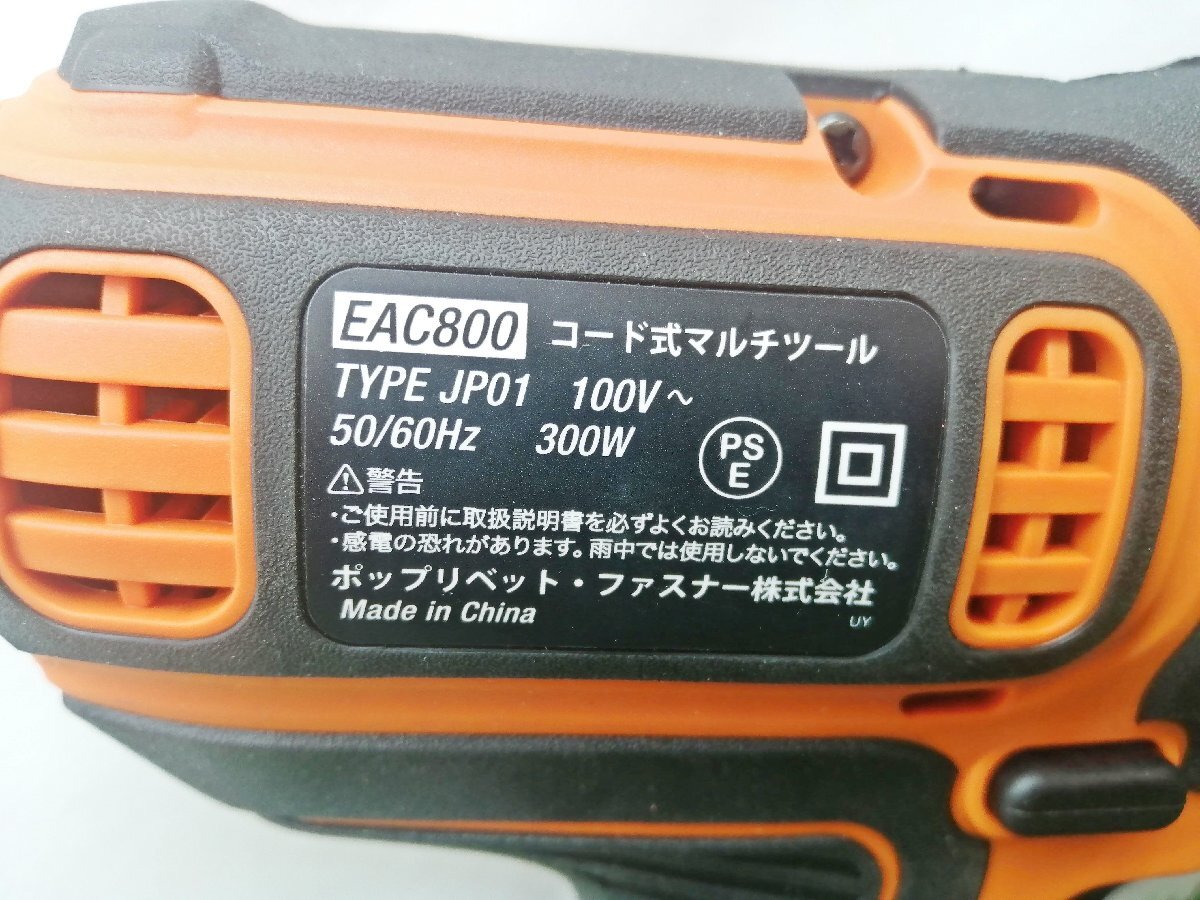 EAC800 コード式マルチツール
TYPE JP01 100V～
50/60Hz 300W
PS
E
警告
・ご使用前に取扱説明書を必ずよくお読みください。
・感電の恐れがあります。雨中では使用しないでください。
ポップリベット・ファスナー株式会社
Made in China
UY